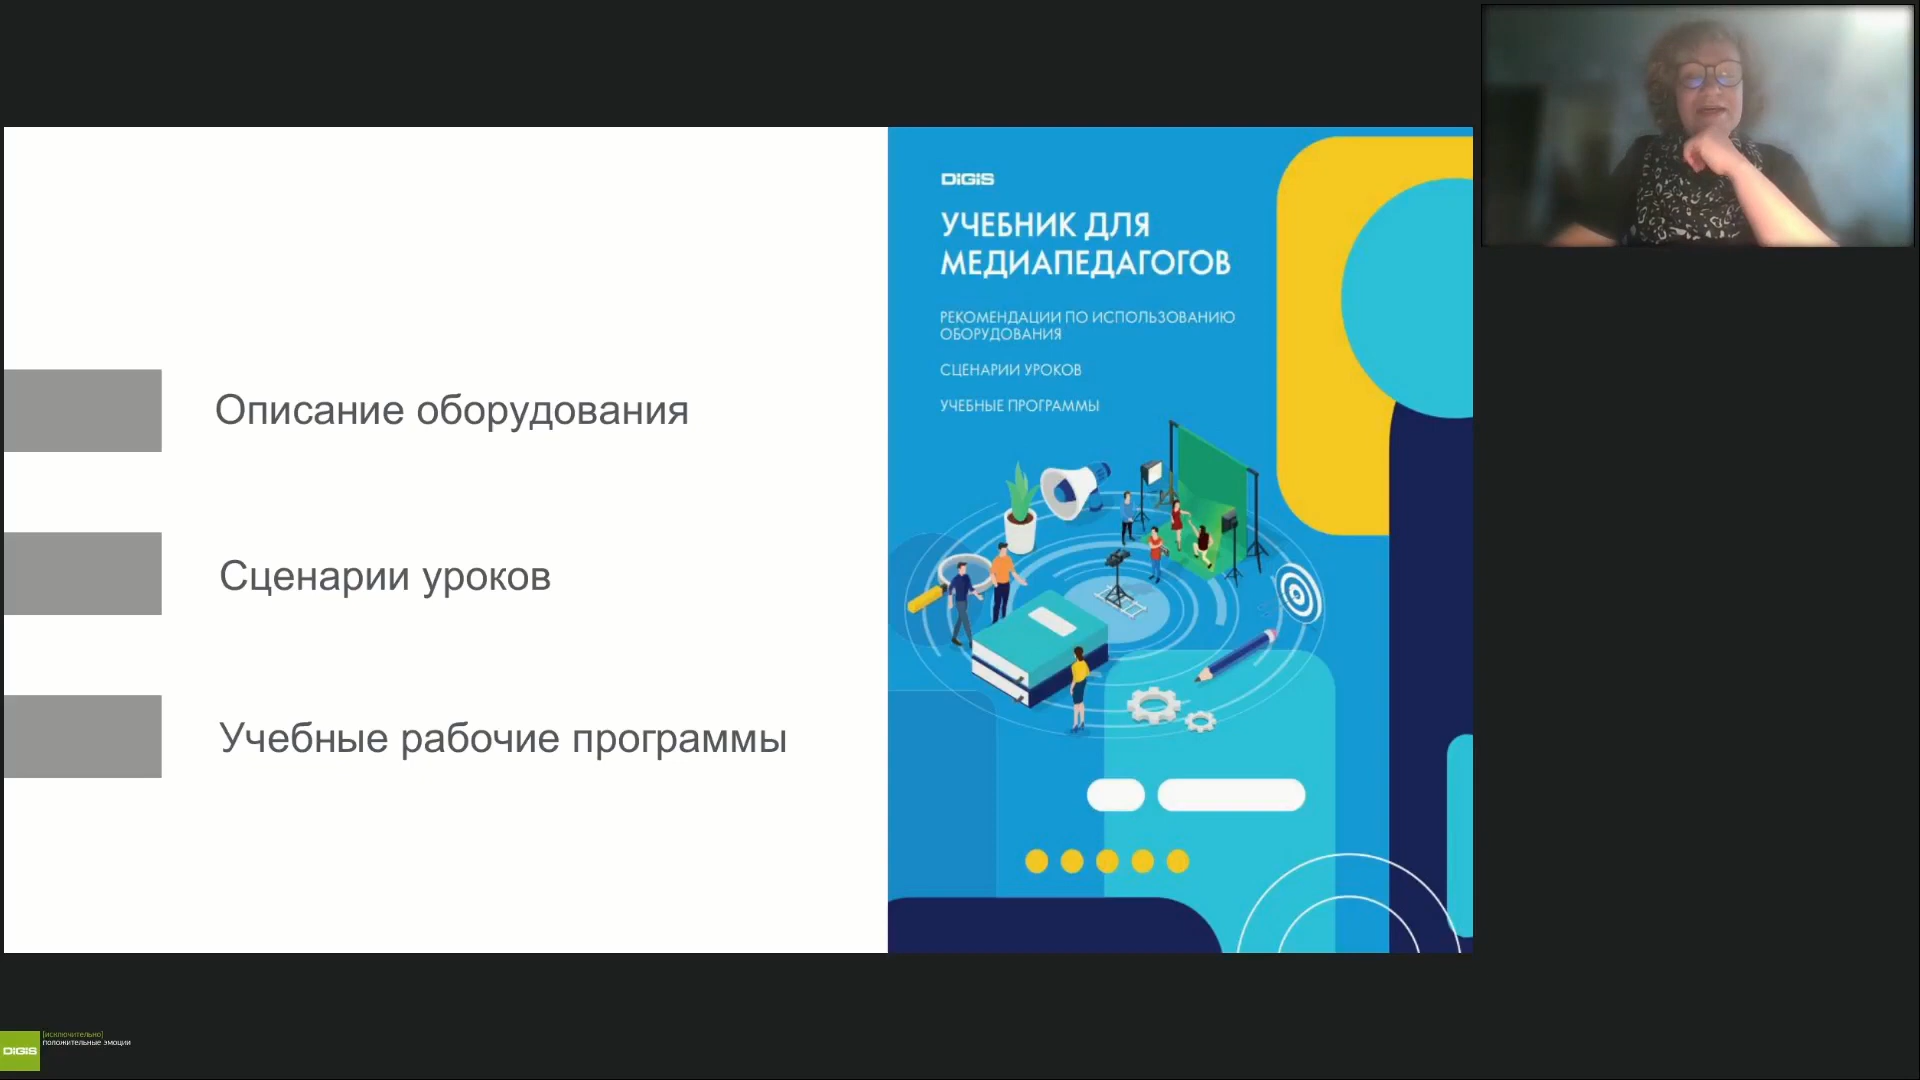 Описание оборудования
Сценарии уроков
Учебные рабочие программы
DiGiS
УЧЕБНИК ДЛЯ
МЕДИАПЕДАГОГОВ
РЕКОМЕНДАЦИИ ПО ИСПОЛЬЗОВАНИЮ
ОБОРУДОВАНИЯ
СЦЕНАРИИ УРОКОВ
УЧЕБНЫЕ ПРОГРАММЫ
DiGiS
[исключительно]
положительные эмоции